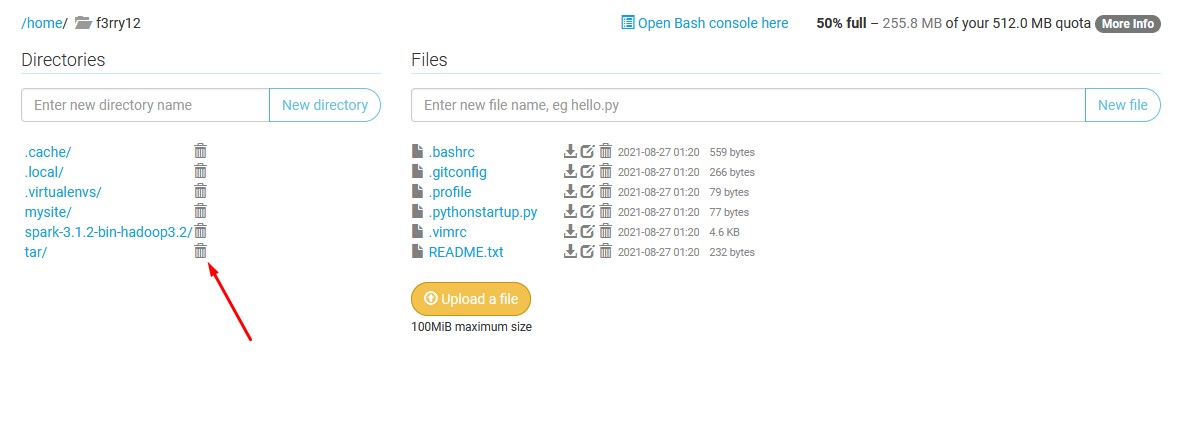 /home/ f3rry12 Open Bash console here 50% full – 255.8 MB of your 512.0 MB quota More Info
Directories
Enter new directory name New directory
.cache/
.local/
.virtualenvs/
mysite/
spark-3.1.2-bin-hadoop3.2/
tar/
Files
Enter new file name, eg hello.py New file
.bashrc 2021-08-27 01:20 559 bytes
.gitconfig 2021-08-27 01:20 266 bytes
.profile 2021-08-27 01:20 79 bytes
.pythonstartup.py 2021-08-27 01:20 77 bytes
.vimrc 2021-08-27 01:20 4.6 KB
README.txt 2021-08-27 01:20 232 bytes
Upload a file
100MiB maximum size